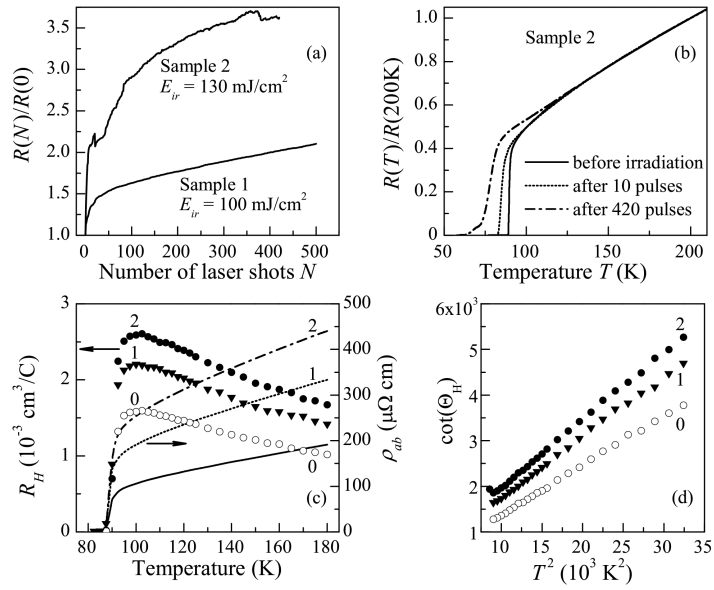 R(N)/R(0)
4.0
3.5
3.0
2.5
2.0
1.5
1
Sample 2
E_ir = 130 mJ/cm²
(a)
Sample 1
E_ir = 100 mJ/cm²
0 100 200 300 400 500
Number of laser shots N
R(T)/R(200K)
1.0
0.8
0.6
0.4
0.2
0
Sample 2
(b)
before irradiation
after 10 pulses
after 420 pulses
50 100 150 200
Temperature T (K)
R_H (10⁻³ cm³/C)
3
2
1
0
2
1
0
2
1
0
(c)
500
400
300
200
100
0
ρ_ab (μΩ cm)
80 100 120 140 160 180
Temperature (K)
cot(Θ_H)
6x10³
5
4
3
2
1
2
1
0
(d)
10 15 20 25 30 35
T² (10³ K²)